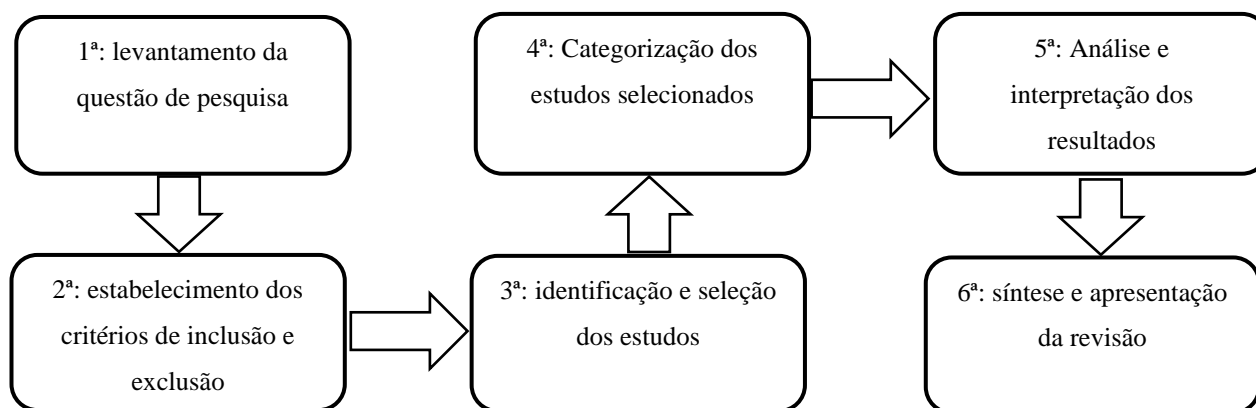 1ª: levantamento da
questão de pesquisa
2ª: estabelecimento dos
critérios de inclusão e
exclusão
3ª: identificação e seleção
dos estudos
4ª: Categorização dos
estudos selecionados
5ª: Análise e
interpretação dos
resultados
6ª: síntese e apresentação
da revisão